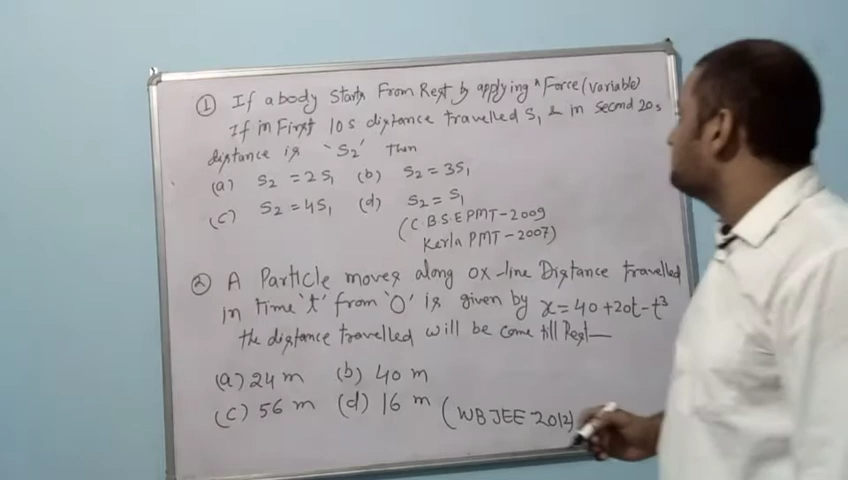 ① If a body Starts From Rest by applying a Force (variable)
If in First 10s distance travelled S₁ & in Second 20s
distance is 'S₂' then
(a) S₂ = 2S₁ (b) S₂ = 3S₁
(c) S₂ = 4S₁ (d) S₂ = S₁
(C.B.S.E PMT-2009
Kerla PMT-2007)
② A Particle moves along ox-line Distance travelled
in time 't' from 'O' is given by x = 40 + 20t - t³
the distance travelled will be come till Rest—
(a) 24 m (b) 40 m
(c) 56 m (d) 16 m (WBJEE-2012)